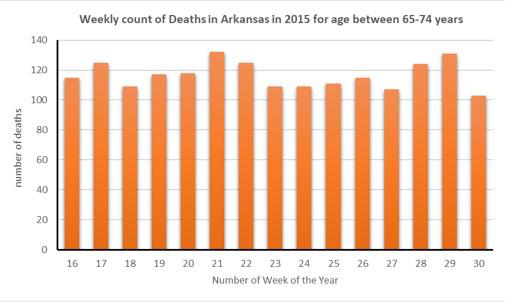 Weekly count of Deaths in Arkansas in 2015 for age between 65-74 years
number of deaths
140
120
100
80
60
40
20
0
16 17 18 19 20 21 22 23 24 25 26 27 28 29 30
Number of Week of the Year